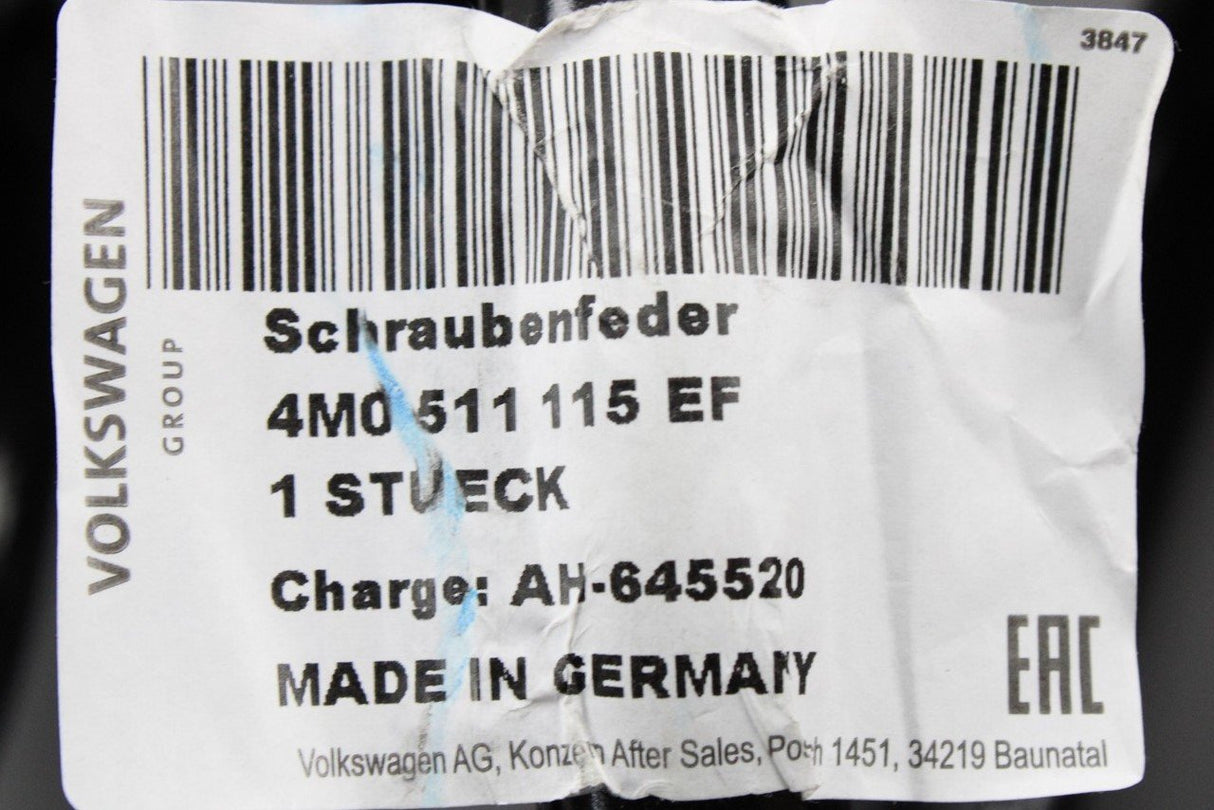 3847
VOLKSWAGEN
GROUP
Schraubenfeder
4M0 511 115 EF
1 STUECK
Charge: AH-645520
MADE IN GERMANY
EAC
Volkswagen AG, Konzern After Sales, Posth 1451, 34219 Baunatal